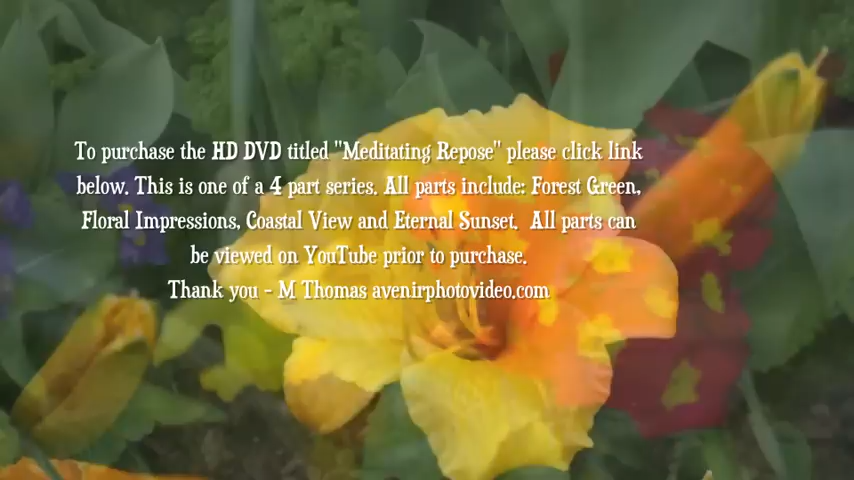 To purchase the HD DVD titled "Meditating Repose" please click link
below. This is one of a 4 part series. All parts include: Forest Green,
Floral Impressions, Coastal View and Eternal Sunset.  All parts can
be viewed on YouTube prior to purchase.
Thank you - M Thomas avenirphotovideo.com